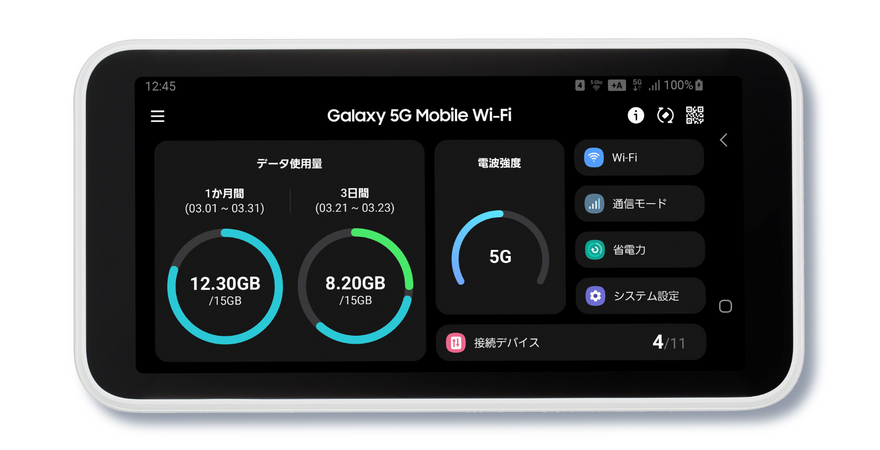 12:45
4 +A 5G 100%
Galaxy 5G Mobile Wi-Fi
データ使用量
1か月間
(03.01 ~ 03.31)
12.30GB
/15GB
3日間
(03.21 ~ 03.23)
8.20GB
/15GB
電波強度
5G
Wi-Fi
通信モード
省電力
システム設定
接続デバイス
4/11